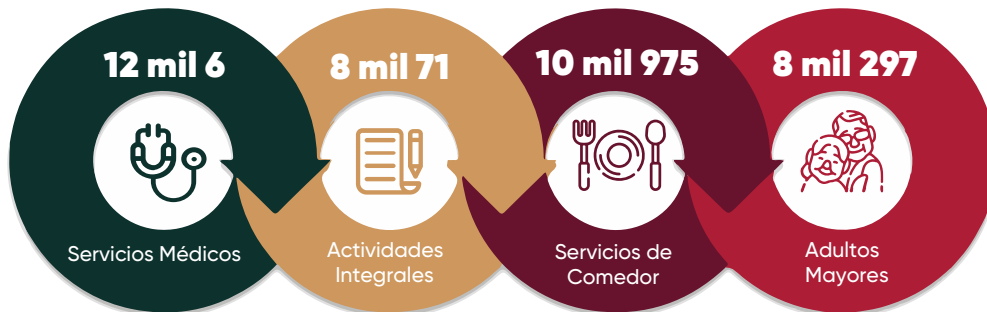 12 mil 6
Servicios Médicos
8 mil 71
Actividades
Integrales
10 mil 975
Servicios de
Comedor
8 mil 297
Adultos
Mayores